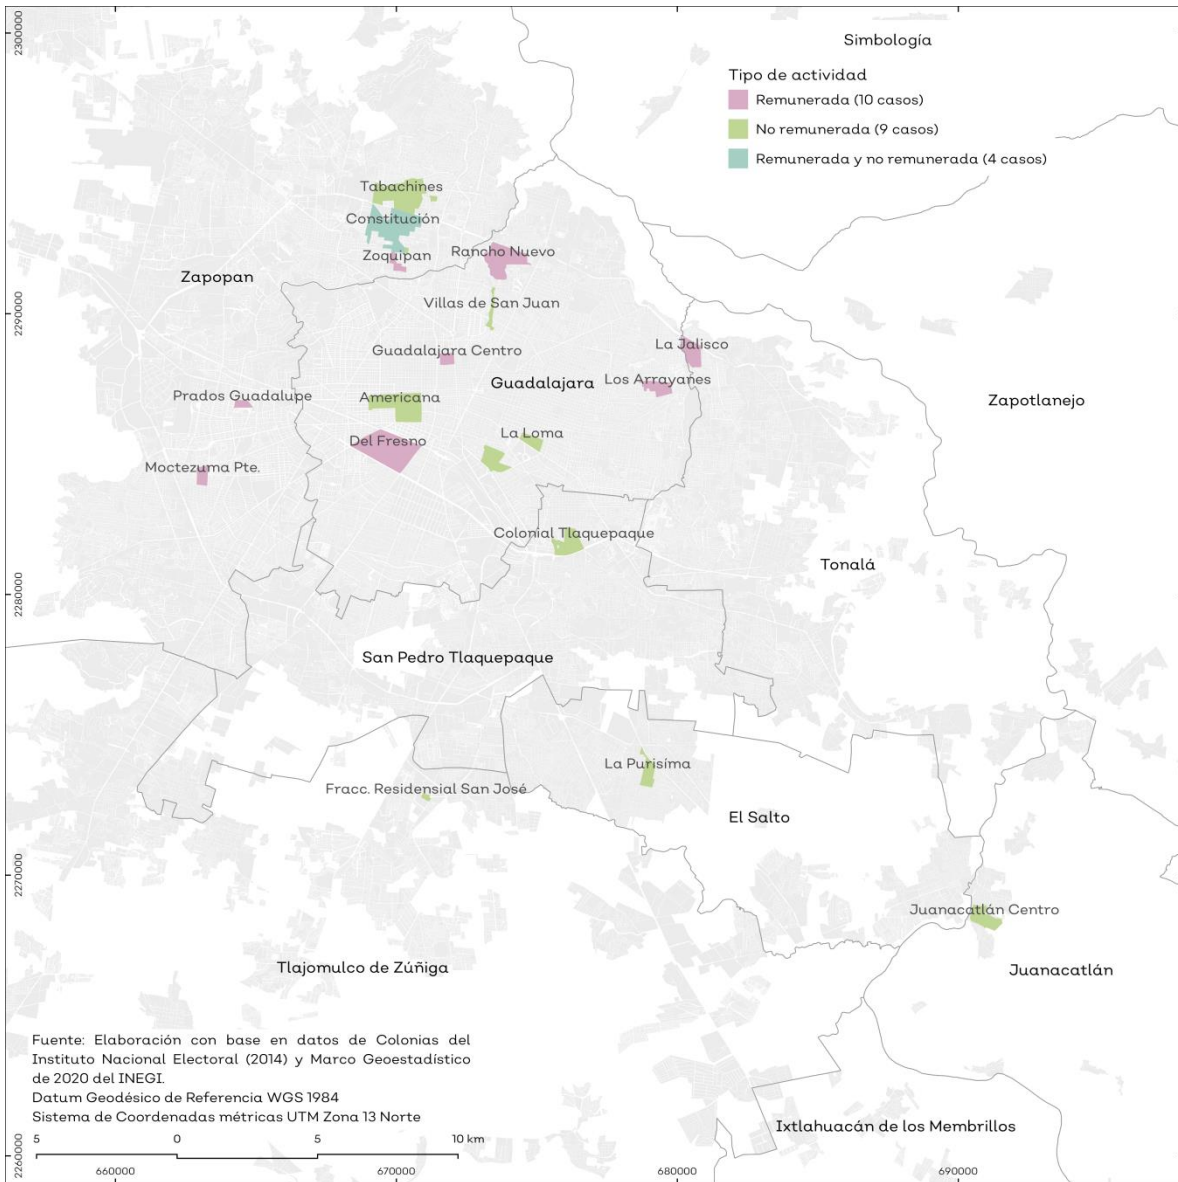 Simbología
Tipo de actividad
Remunerada (10 casos)
No remunerada (9 casos)
Remunerada y no remunerada (4 casos)
Tabachines
Constitución
Zoquipan
Rancho Nuevo
Zapopan
Villas de San Juan
La Jalisco
Guadalajara Centro
Los Arrayanes
Guadalajara
Prados Guadalupe
Americana
Zapotlanejo
La Loma
Del Fresno
Moctezuma Pte.
Colonial Tlaquepaque
Tonalá
San Pedro Tlaquepaque
La Purisíma
Fracc. Residensial San José
El Salto
Juanacatlán Centro
Tlajomulco de Zúñiga
Juanacatlán
Ixtlahuacán de los Membrillos
Fuente: Elaboración con base en datos de Colonias del
Instituto Nacional Electoral (2014) y Marco Geoestadístico
de 2020 del INEGI.
Datum Geodésico de Referencia WGS 1984
Sistema de Coordenadas métricas UTM Zona 13 Norte
5 0 5 10 km
2300000
2290000
2280000
2270000
2260000
660000 670000 680000 690000